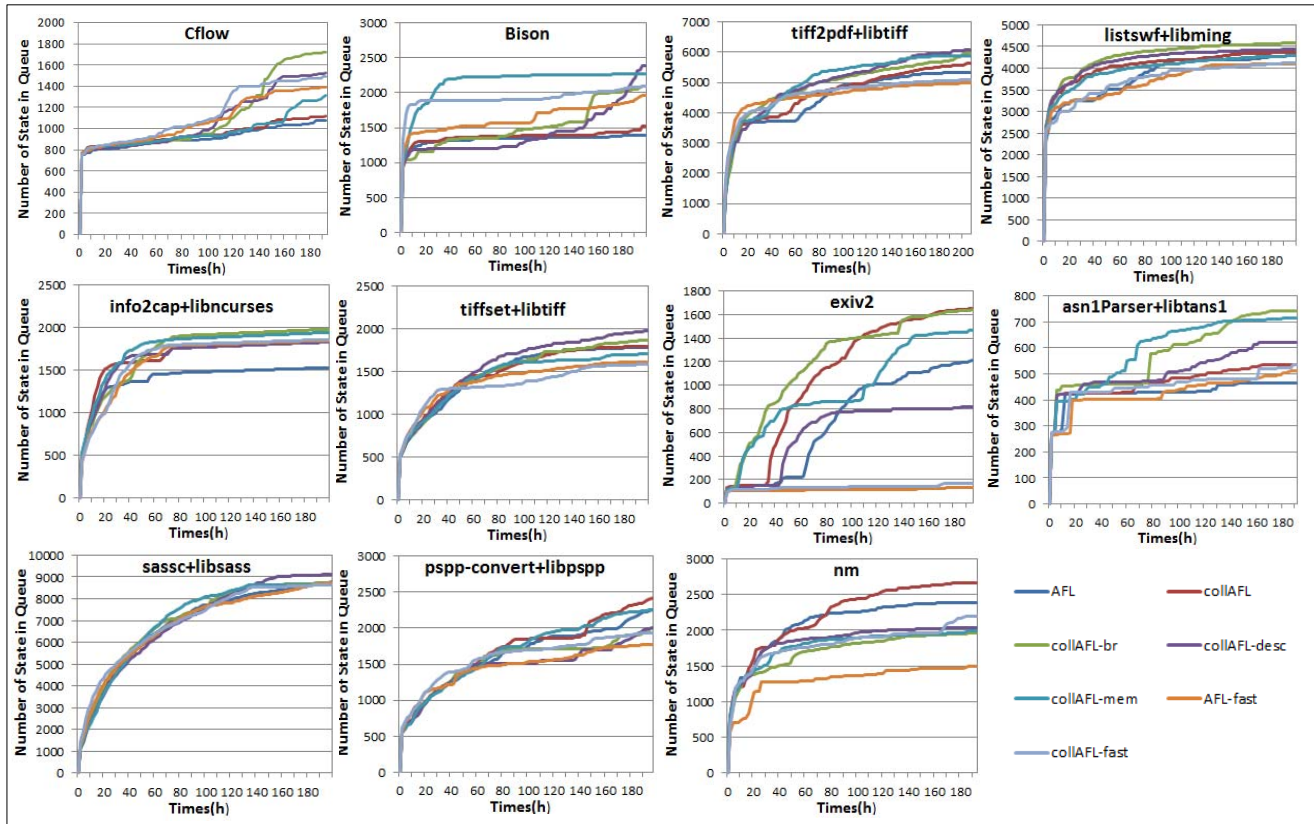 Cflow
Number of State in Queue
2000
1800
1600
1400
1200
1000
800
600
400
200
0
0 20 40 60 80 100 120 140 160 180
Times(h)
Bison
Number of State in Queue
3000
2500
2000
1500
1000
500
0
0 20 40 60 80 100 120 140 160 180
Times(h)
tiff2pdf+libtiff
Number of State in Queue
7000
6000
5000
4000
3000
2000
1000
0
0 20 40 60 80 100 120 140 160 180 200
Times(h)
listswf+libming
Number of State in Queue
5000
4500
4000
3500
3000
2500
2000
1500
1000
500
0
0 20 40 60 80 100 120 140 160 180
Times(h)
info2cap+libncurses
Number of State in Queue
2500
2000
1500
1000
500
0
0 20 40 60 80 100 120 140 160 180
Times(h)
tiffset+libtiff
Number of State in Queue
2500
2000
1500
1000
500
0
0 20 40 60 80 100 120 140 160 180
Times(h)
exiv2
Number of State in Queue
1800
1600
1400
1200
1000
800
600
400
200
0
0 20 40 60 80 100 120 140 160 180
Times(h)
asn1Parser+libtans1
Number of State in Queue
800
700
600
500
400
300
200
100
0
0 20 40 60 80 100 120 140 160 180
Times(h)
sassc+libsass
Number of State in Queue
10000
9000
8000
7000
6000
5000
4000
3000
2000
1000
0
0 20 40 60 80 100 120 140 160 180
Times(h)
pspp-convert+libpspp
Number of State in Queue
3000
2500
2000
1500
1000
500
0
0 20 40 60 80 100 120 140 160 180
Times(h)
nm
Number of State in Queue
3000
2500
2000
1500
1000
500
0
0 20 40 60 80 100 120 140 160 180
Times(h)
AFL
collAFL
collAFL-br
collAFL-desc
collAFL-mem
AFL-fast
collAFL-fast